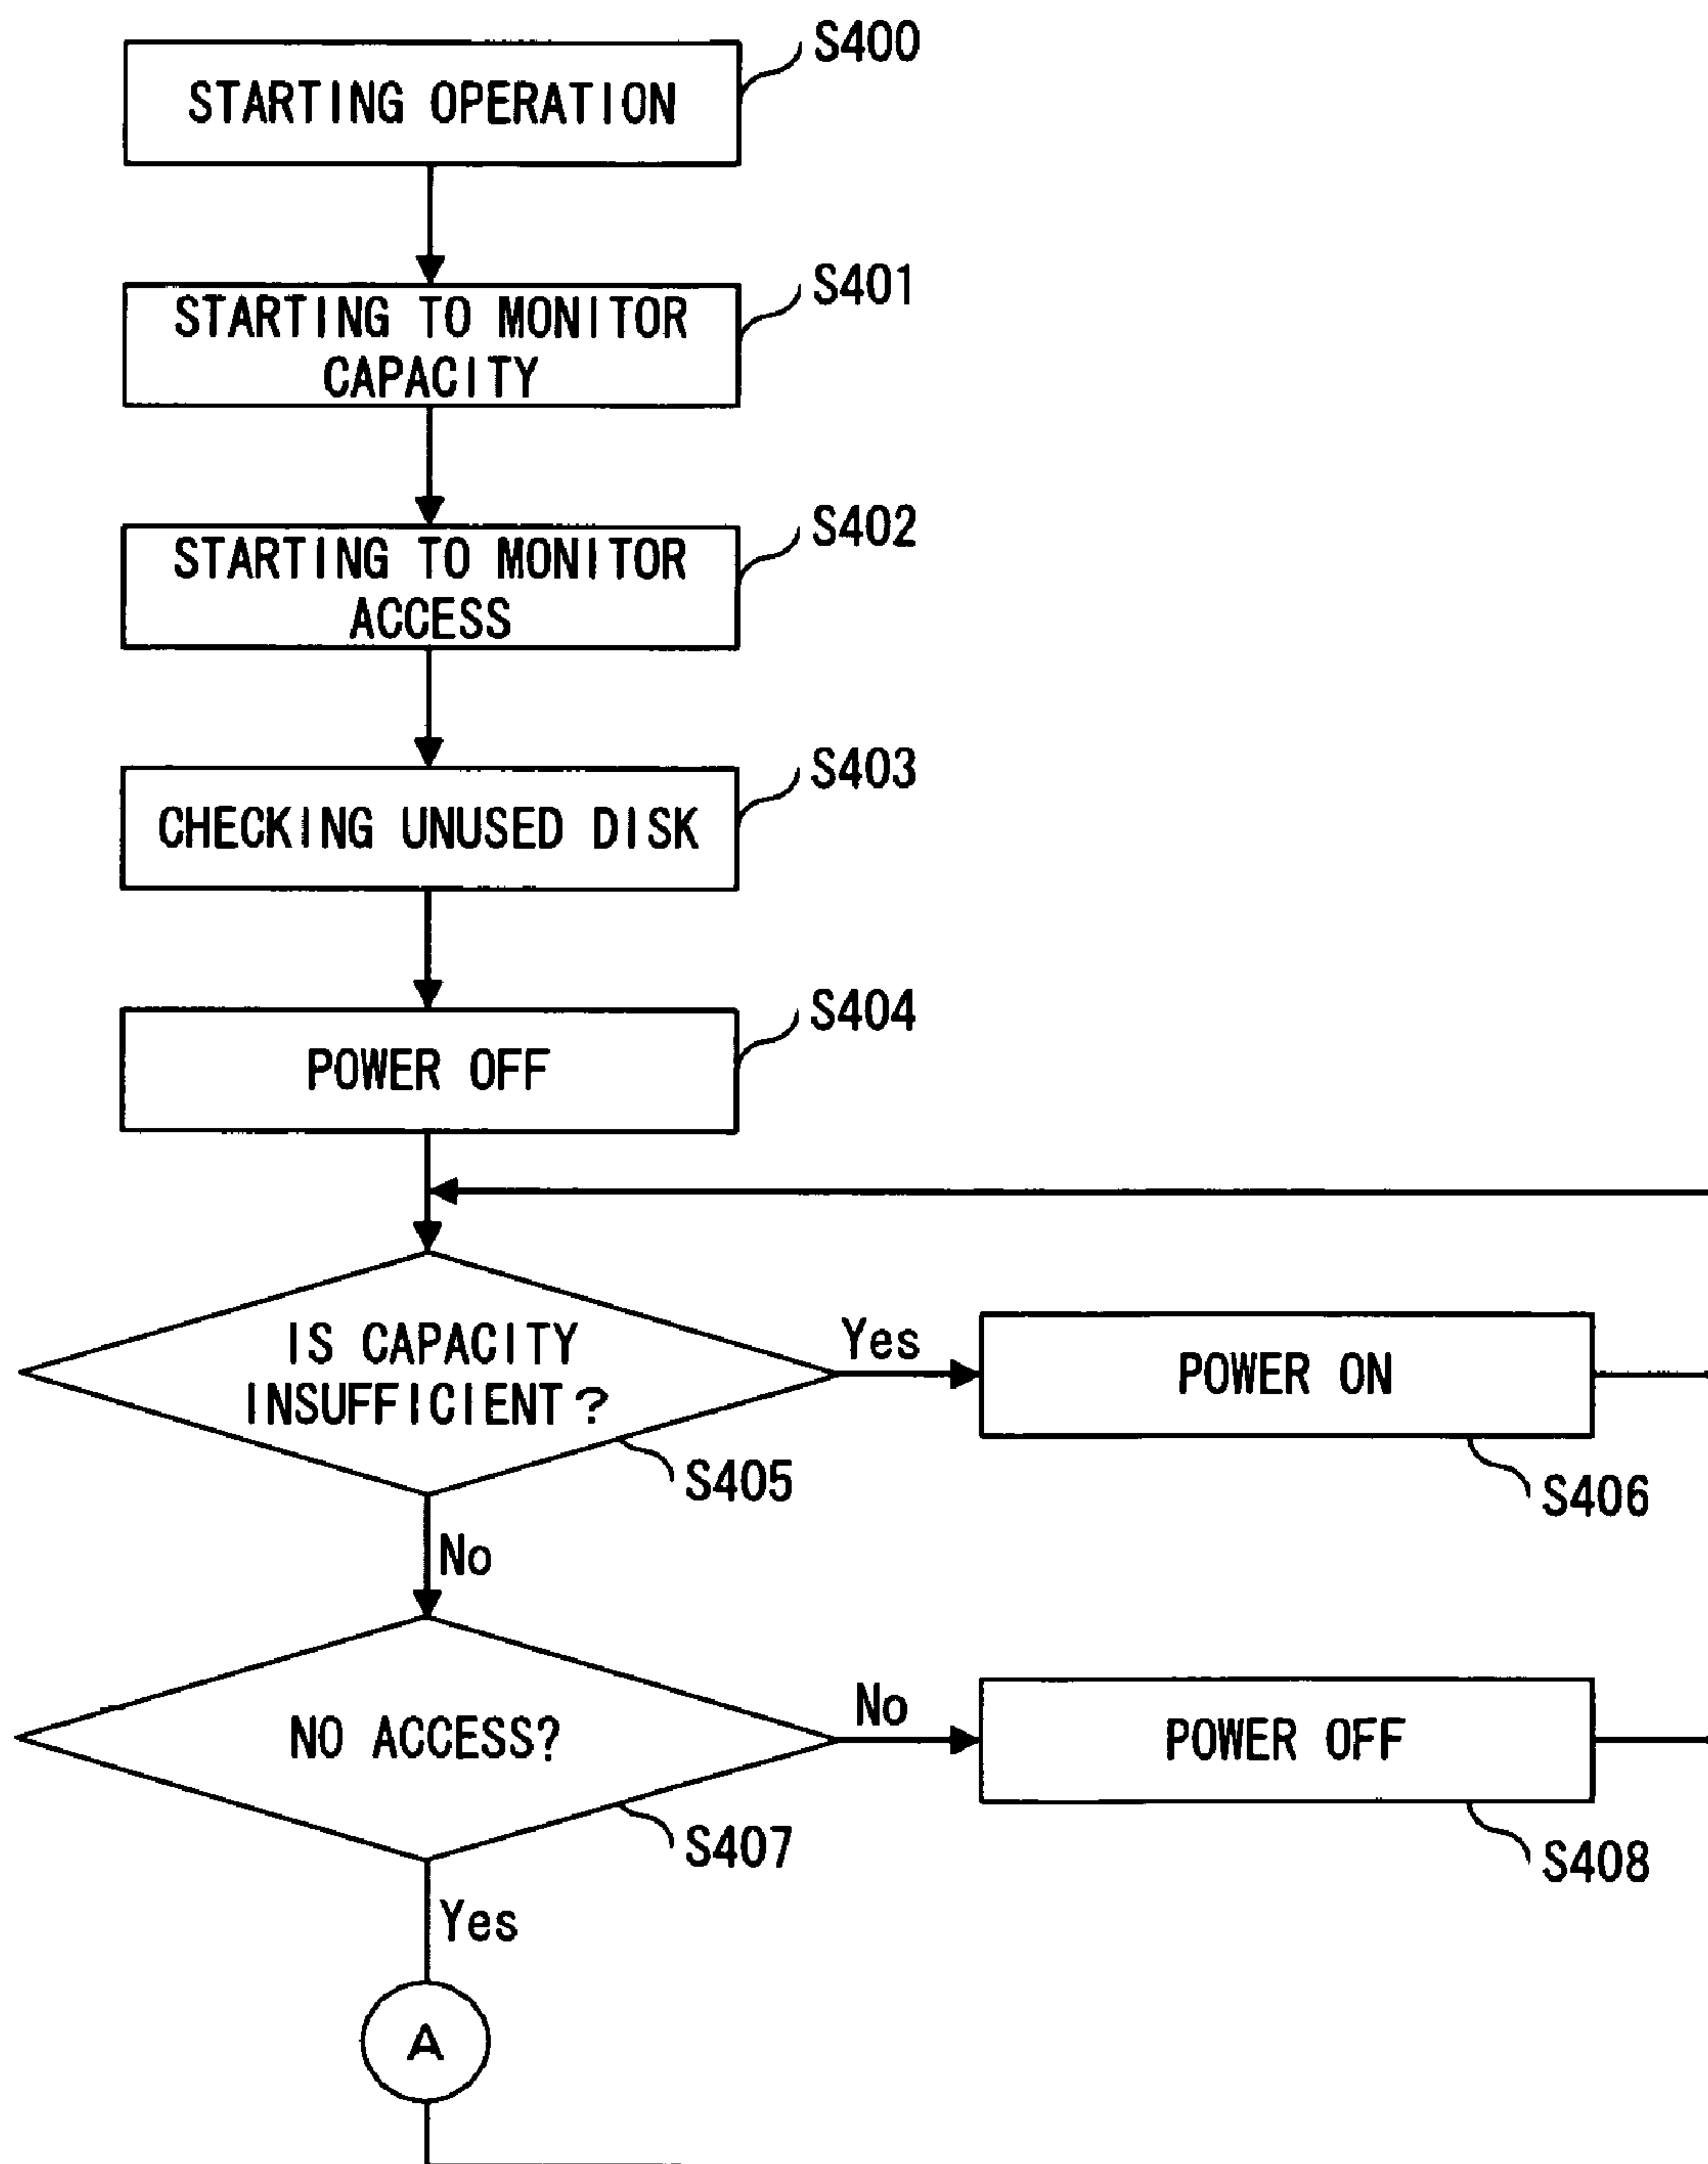 S400
STARTING OPERATION
S401
STARTING TO MONITOR
CAPACITY
S402
STARTING TO MONITOR
ACCESS
S403
CHECKING UNUSED DISK
S404
POWER OFF
IS CAPACITY
INSUFFICIENT?
Yes
POWER ON
S405
S406
No
NO ACCESS?
No
POWER OFF
S407
S408
Yes
A